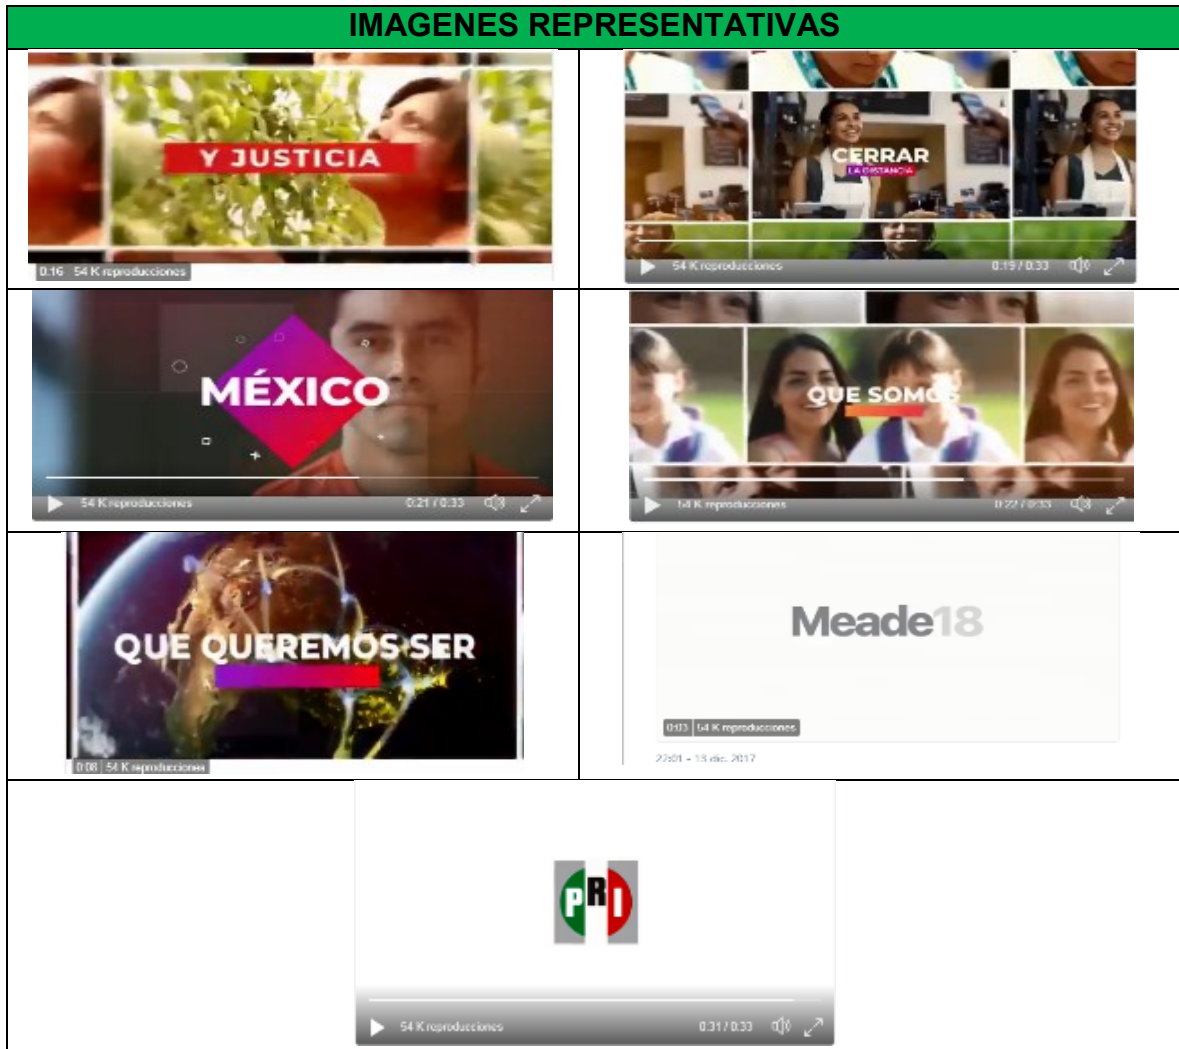 IMAGENES REPRESENTATIVAS
Y JUSTICIA
0:16 54 K reproducciones
CERRAR
LA DISTANCIA
54 K reproducciones 0:19 / 0:33
MÉXICO
54 K reproducciones 0:21 / 0:33
QUE SOMOS
54 K reproducciones 0:22 / 0:33
QUE QUEREMOS SER
0:08 54 K reproducciones
Meade18
0:03 54 K reproducciones
22:01 - 13 dic. 2017
PRI
54 K reproducciones 0:31 / 0:33